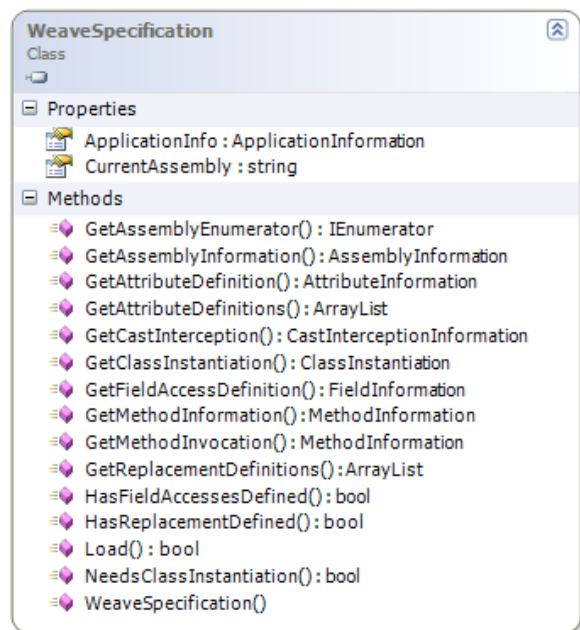 WeaveSpecification
Class
Properties
ApplicationInfo : ApplicationInformation
CurrentAssembly : string
Methods
GetAssemblyEnumerator() : IEnumerator
GetAssemblyInformation() : AssemblyInformation
GetAttributeDefinition() : AttributeInformation
GetAttributeDefinitions() : ArrayList
GetCastInterception() : CastInterceptionInformation
GetClassInstantiation() : ClassInstantiation
GetFieldAccessDefinition() : FieldInformation
GetMethodInformation() : MethodInformation
GetMethodInvocation() : MethodInformation
GetReplacementDefinitions() : ArrayList
HasFieldAccessesDefined() : bool
HasReplacementDefined() : bool
Load() : bool
NeedsClassInstantiation() : bool
WeaveSpecification()